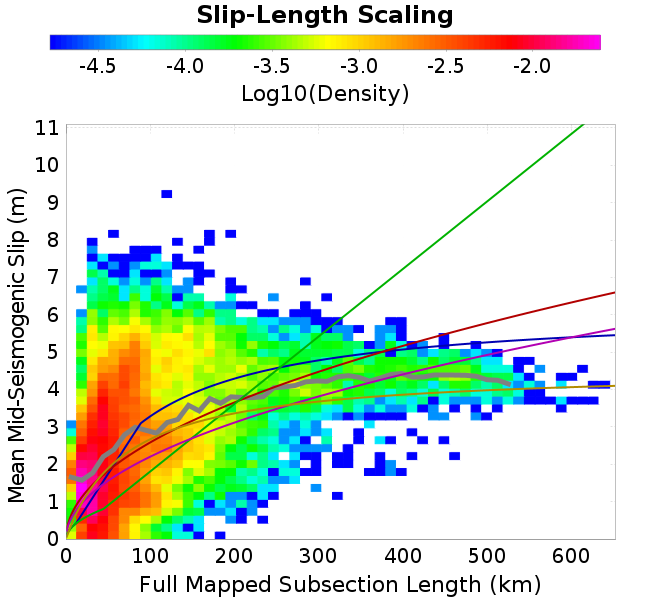 Slip-Length Scaling
-4.5 -4.0 -3.5 -3.0 -2.5 -2.0
Log10(Density)
11
10
9
8
7
6
5
4
3
2
1
0
Mean Mid-Seismogenic Slip (m)
0 100 200 300 400 500 600
Full Mapped Subsection Length (km)